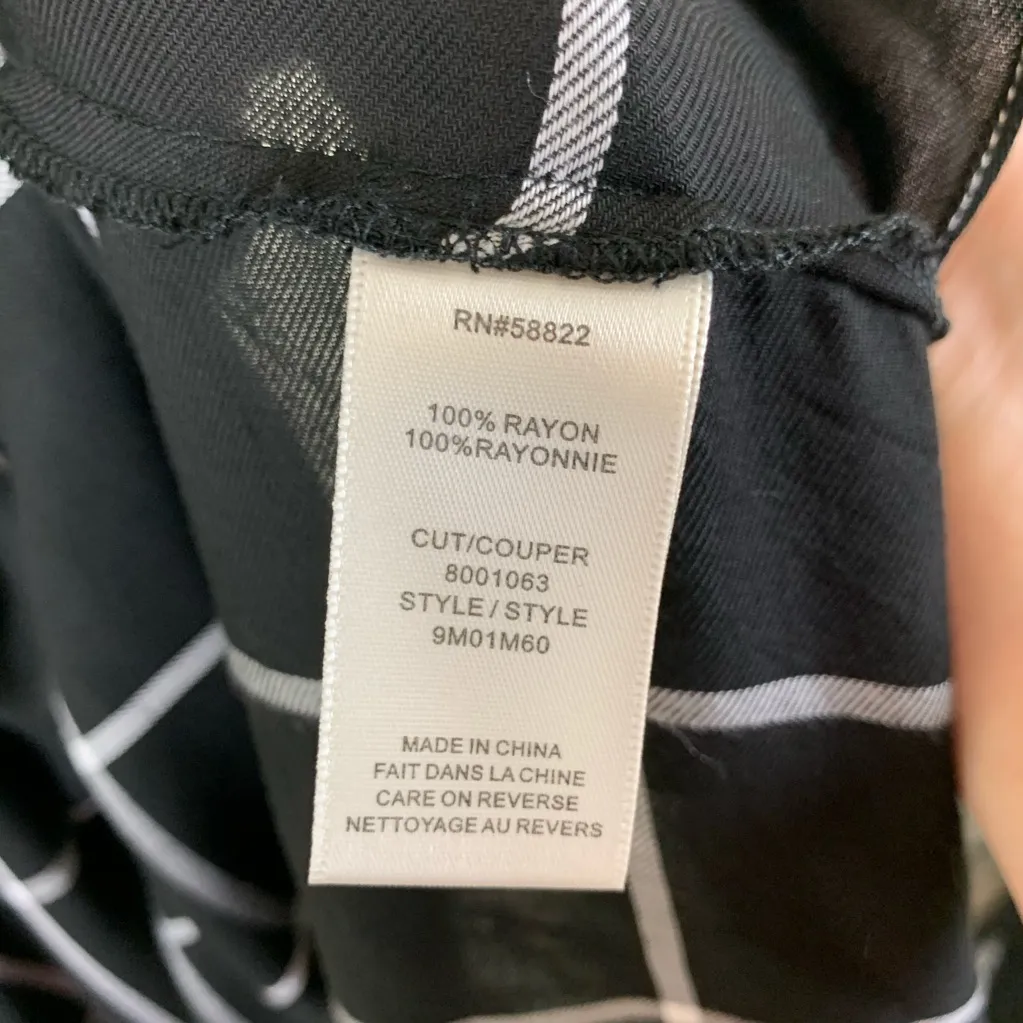 RN#58822
100% RAYON
100%RAYONNIE
CUT/COUPER
8001063
STYLE / STYLE
9M01M60
MADE IN CHINA
FAIT DANS LA CHINE
CARE ON REVERSE
NETTOYAGE AU REVERS